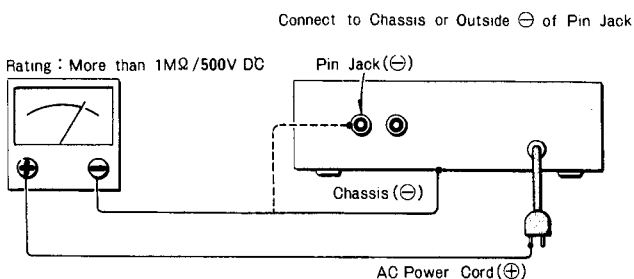 Connect to Chassis or Outside ⊖ of Pin Jack
Rating : More than 1MΩ/500V DC
Pin Jack(⊖)
Chassis(⊖)
AC Power Cord(⊕)